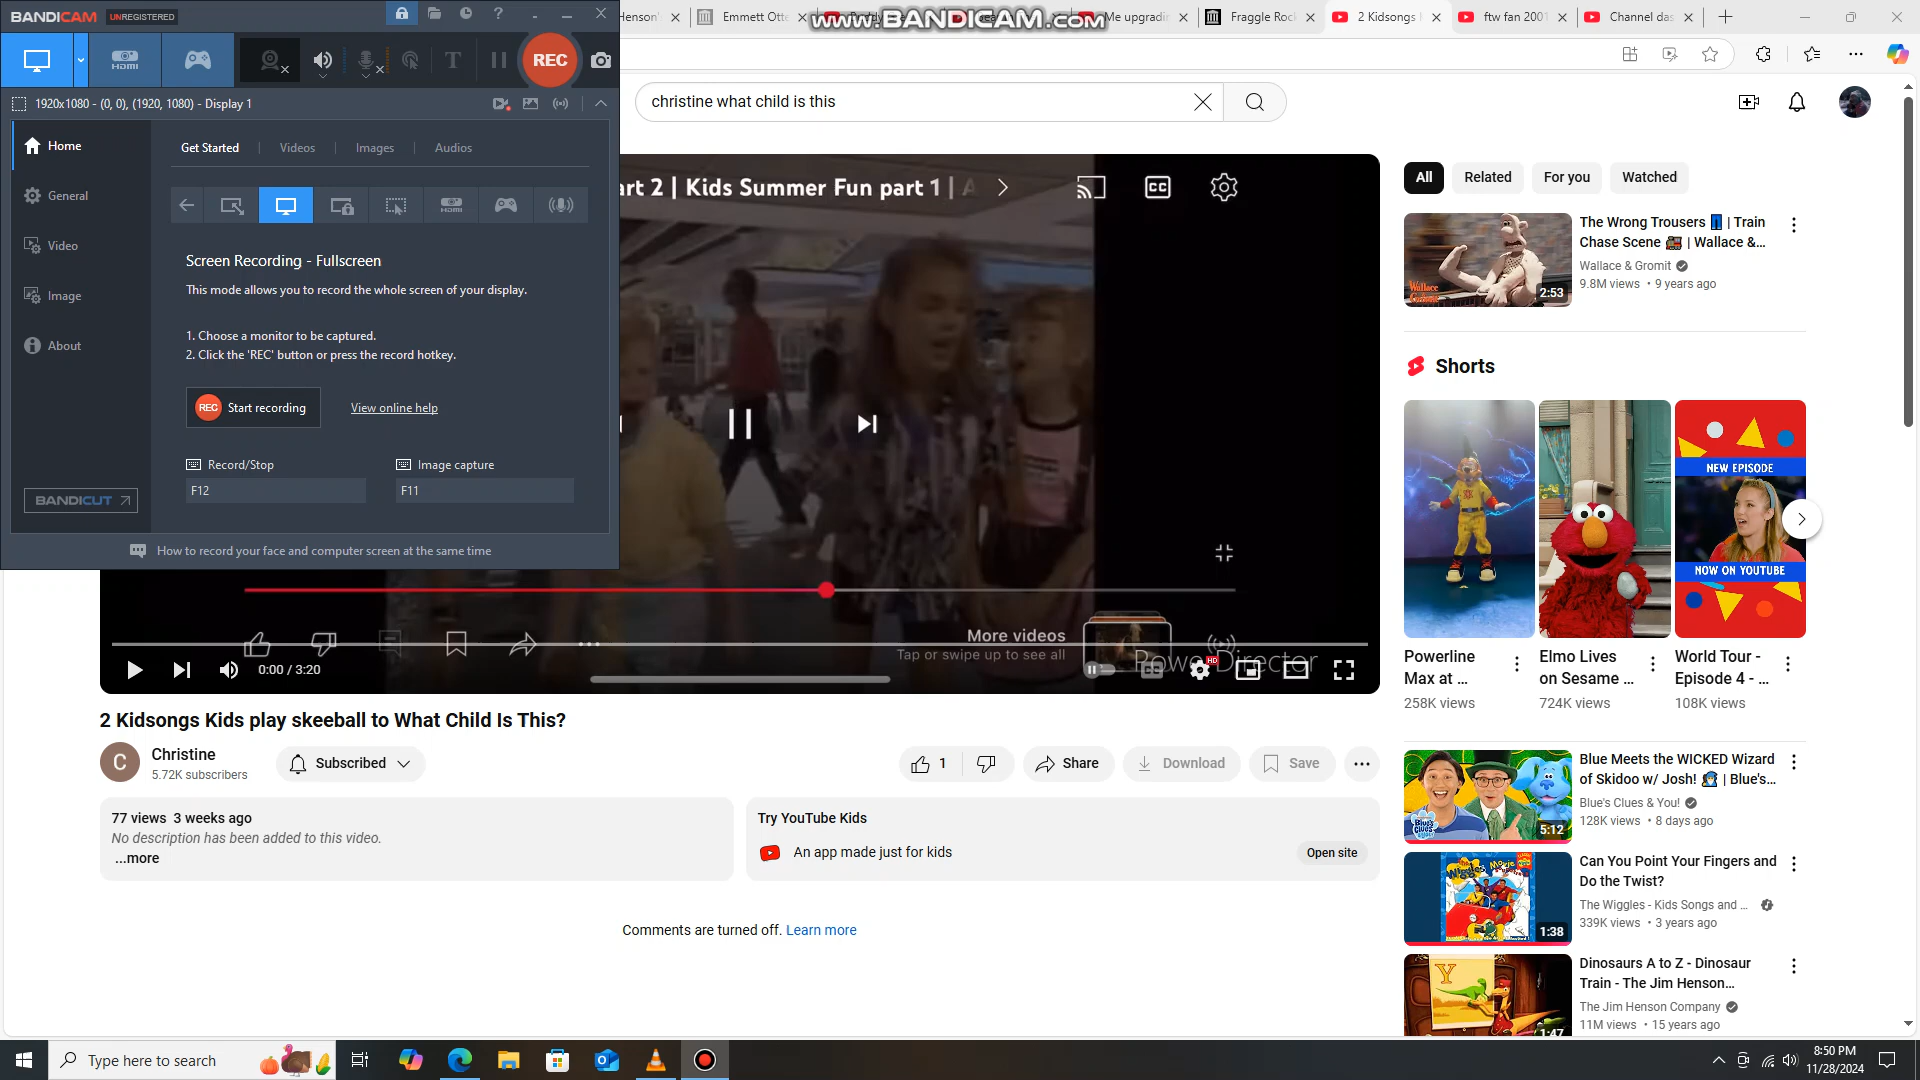 BANDICAM UNREGISTERED
Henson's
Emmett Otte
Me upgradi
Fraggle Rock
2 Kidsongs
ftw fan 2001
Channel das
www.BANDICAM.com
HDMI
REC
1920x1080 - (0, 0), (1920, 1080) - Display 1
christine what child is this
Home
General
Video
Image
About
BANDICUT
Get Started
Videos
Images
Audios
Screen Recording - Fullscreen
This mode allows you to record the whole screen of your display.
1. Choose a monitor to be captured.
2. Click the 'REC' button or press the record hotkey.
REC Start recording
View online help
Record/Stop
Image capture
F12
F11
How to record your face and computer screen at the same time
art 2 | Kids Summer Fun part 1 | A
CC
More videos
Tap or swipe up to see all
PowerDirector
0:00 / 3:20
HD
2 Kidsongs Kids play skeeball to What Child Is This?
C
Christine
5.72K subscribers
Subscribed
1
Share
Download
Save
77 views 3 weeks ago
No description has been added to this video.
...more
Try YouTube Kids
An app made just for kids
Open site
Comments are turned off. Learn more
All
Related
For you
Watched
The Wrong Trousers | Train
Chase Scene | Wallace &...
Wallace & Gromit
9.8M views • 9 years ago
Wallace Gromit
2:53
Shorts
NEW EPISODE
NOW ON YOUTUBE
Powerline
Max at ...
258K views
Elmo Lives
on Sesame ...
724K views
World Tour -
Episode 4 - ...
108K views
Blue Meets the WICKED Wizard
of Skidoo w/ Josh! | Blue's...
Blue's Clues & You!
128K views • 8 days ago
5:12
Can You Point Your Fingers and
Do the Twist?
The Wiggles - Kids Songs and ...
339K views • 3 years ago
1:38
Dinosaurs A to Z - Dinosaur
Train - The Jim Henson...
The Jim Henson Company
11M views • 15 years ago
Y
1:47
Type here to search
8:50 PM
11/28/2024